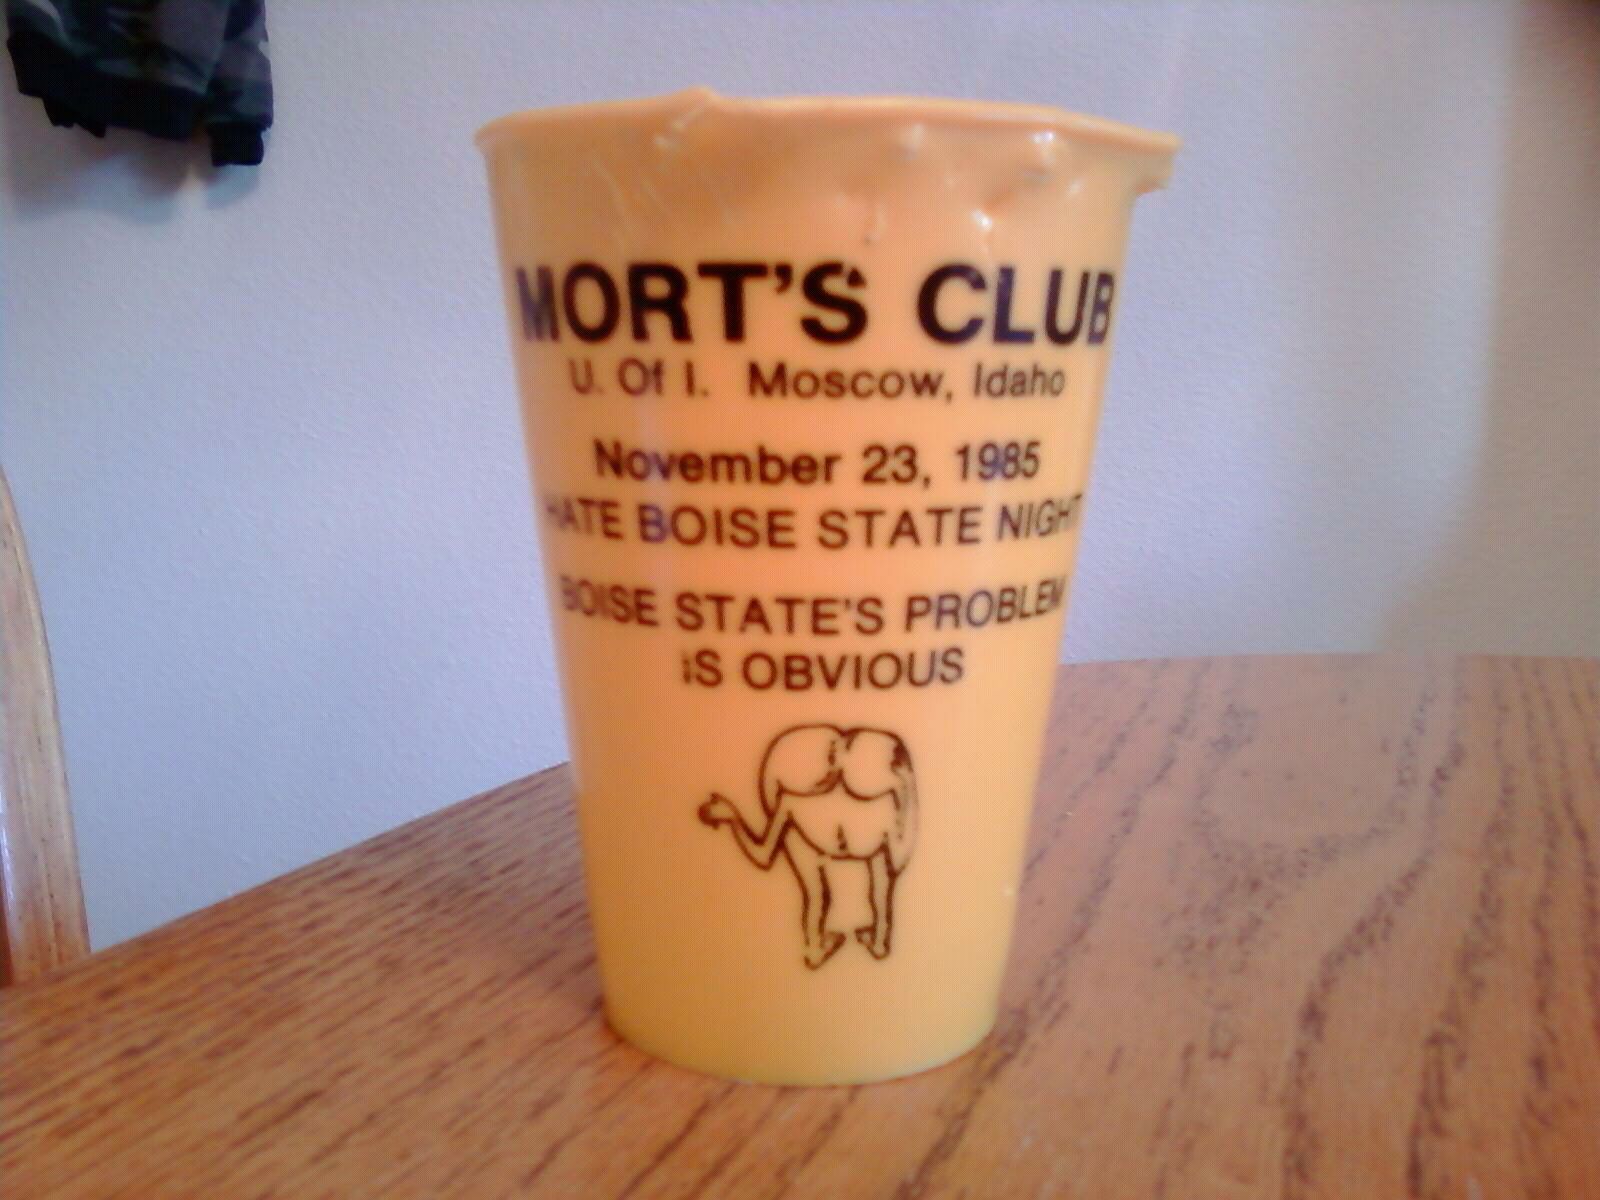 MORT'S CLUB
U. Of I. Moscow, Idaho
November 23, 1985
HATE BOISE STATE NIGHT
BOISE STATE'S PROBLEM
iS OBVIOUS